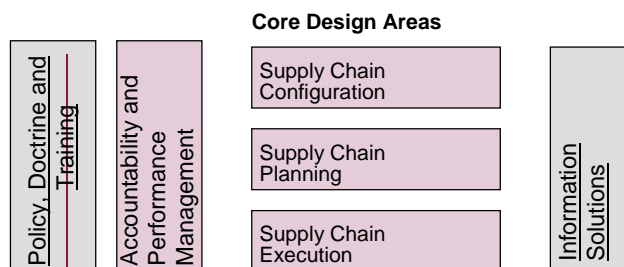 Core Design Areas
Policy, Doctrine and
Training
Accountability and
Performance
Management
Supply Chain
Configuration
Supply Chain
Planning
Supply Chain
Execution
Information
Solutions